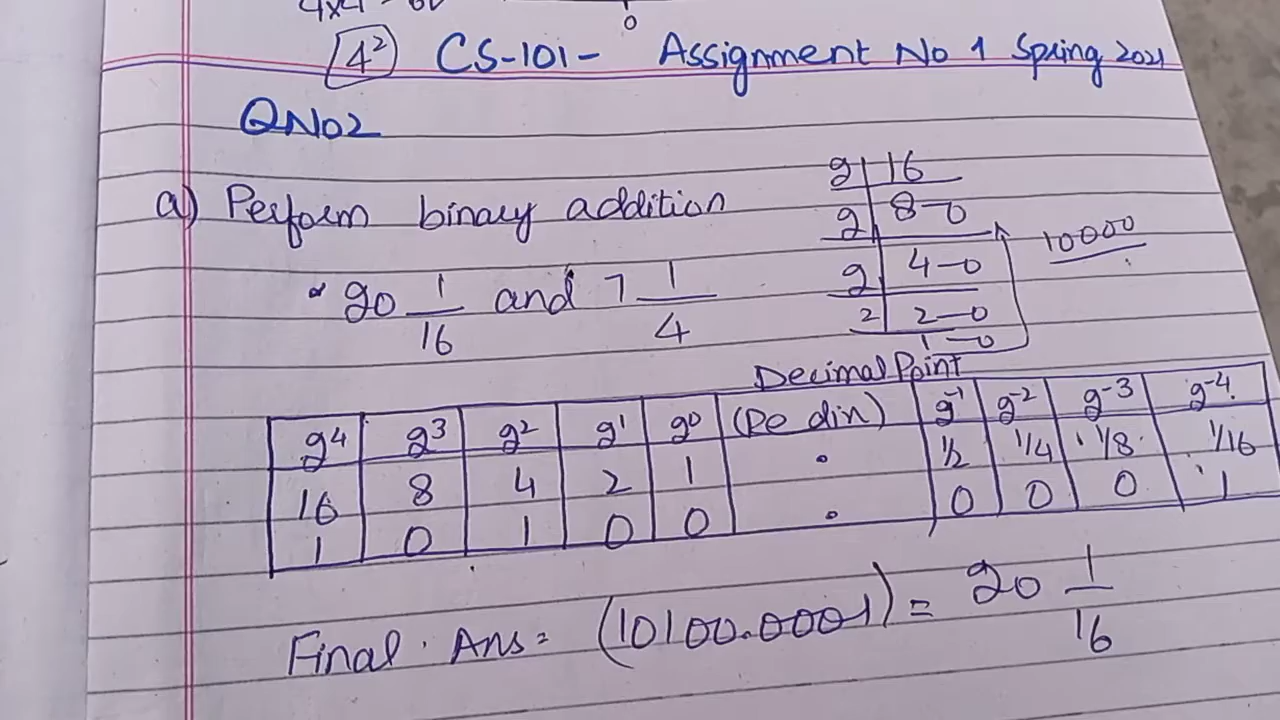 0
[4²] CS-101- Assignment No 1 Spring 2021
QNo2
a) Perform binary addition
20 1/16 and 7 1/4
2 | 16
2 | 8-0
2 | 4-0
2 | 2-0
1-0
10000
Decimal Point
2⁴ 2³ 2² 2¹ 2⁰ (Pe din) 2⁻¹ 2⁻² 2⁻³ 2⁻⁴
16 8 4 2 1 . 1/2 1/4 1/8 1/16
1 0 1 0 0 . 0 0 0 1
Final. Ans = (10100.0001) = 20 1/16